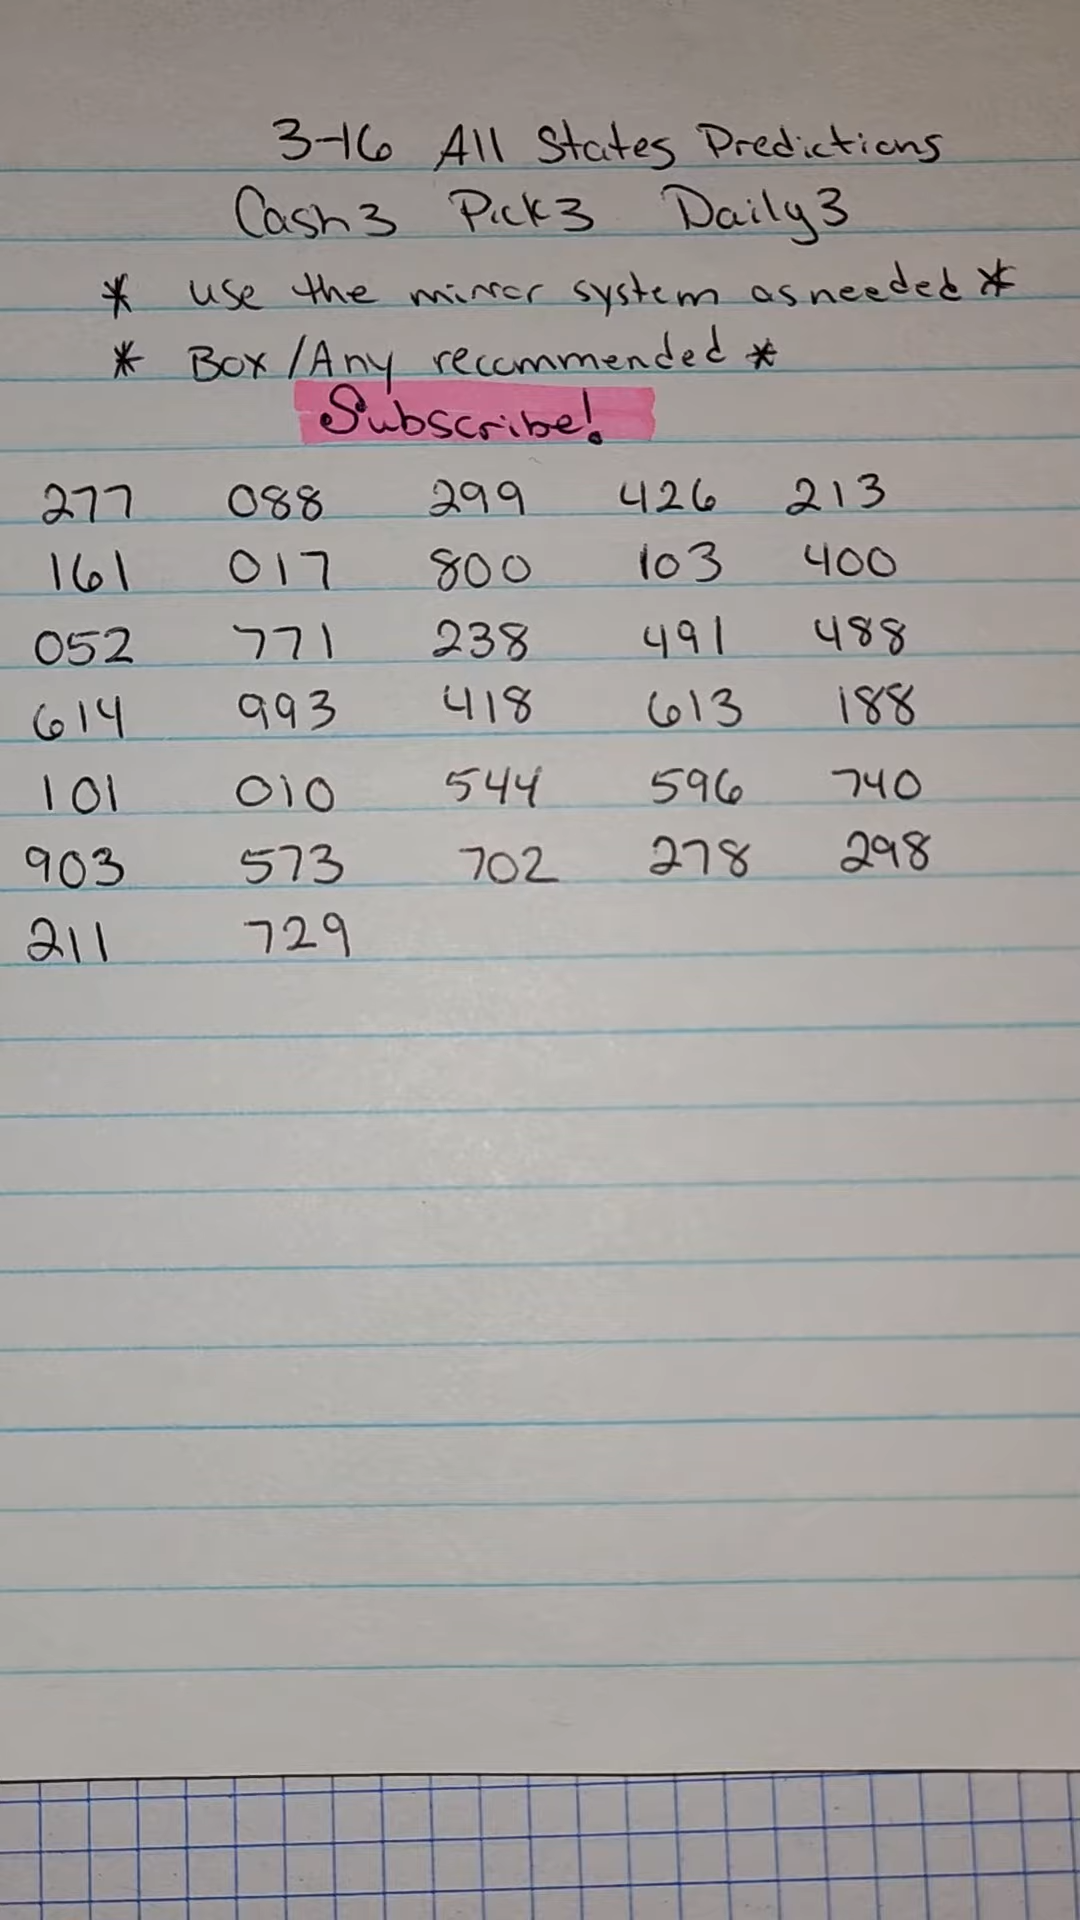 3-16 All States Predictions
Cash3 Pick3 Daily3
* use the mirror system as needed *
* Box/Any recommended *
Subscribe!
277 088 299 426 213
161 017 800 103 400
052 771 238 491 488
614 993 418 613 188
101 010 544 596 740
903 573 702 278 298
211 729